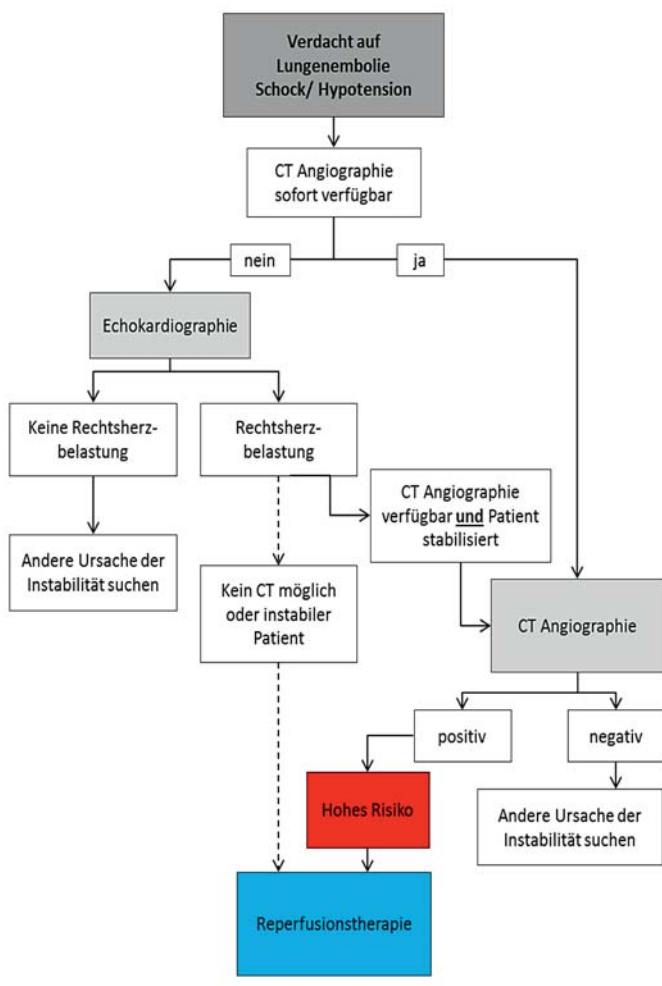 Verdacht auf
Lungenembolie
Schock/ Hypotension
CT Angiographie
sofort verfügbar
nein
ja
Echokardiographie
Keine Rechtsherz-
belastung
Rechtsherz-
belastung
CT Angiographie
verfügbar und Patient
stabilisiert
Andere Ursache der
Instabilität suchen
Kein CT möglich
oder instabiler
Patient
CT Angiographie
positiv
negativ
Hohes Risiko
Andere Ursache der
Instabilität suchen
Reperfusionstherapie